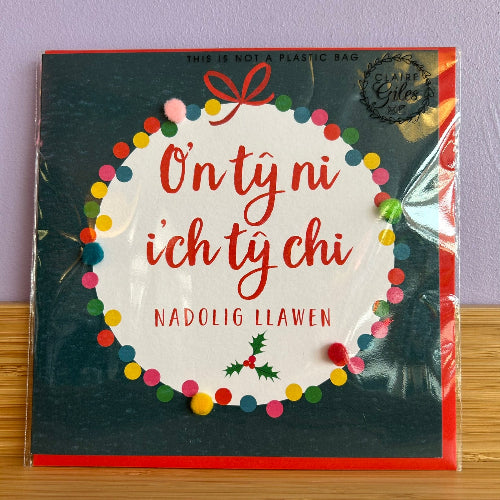 THIS IS NOT A PLASTIC BAG
CLAIRE
Giles
O'n tŷ ni
i'ch tŷ chi
NADOLIG LLAWEN